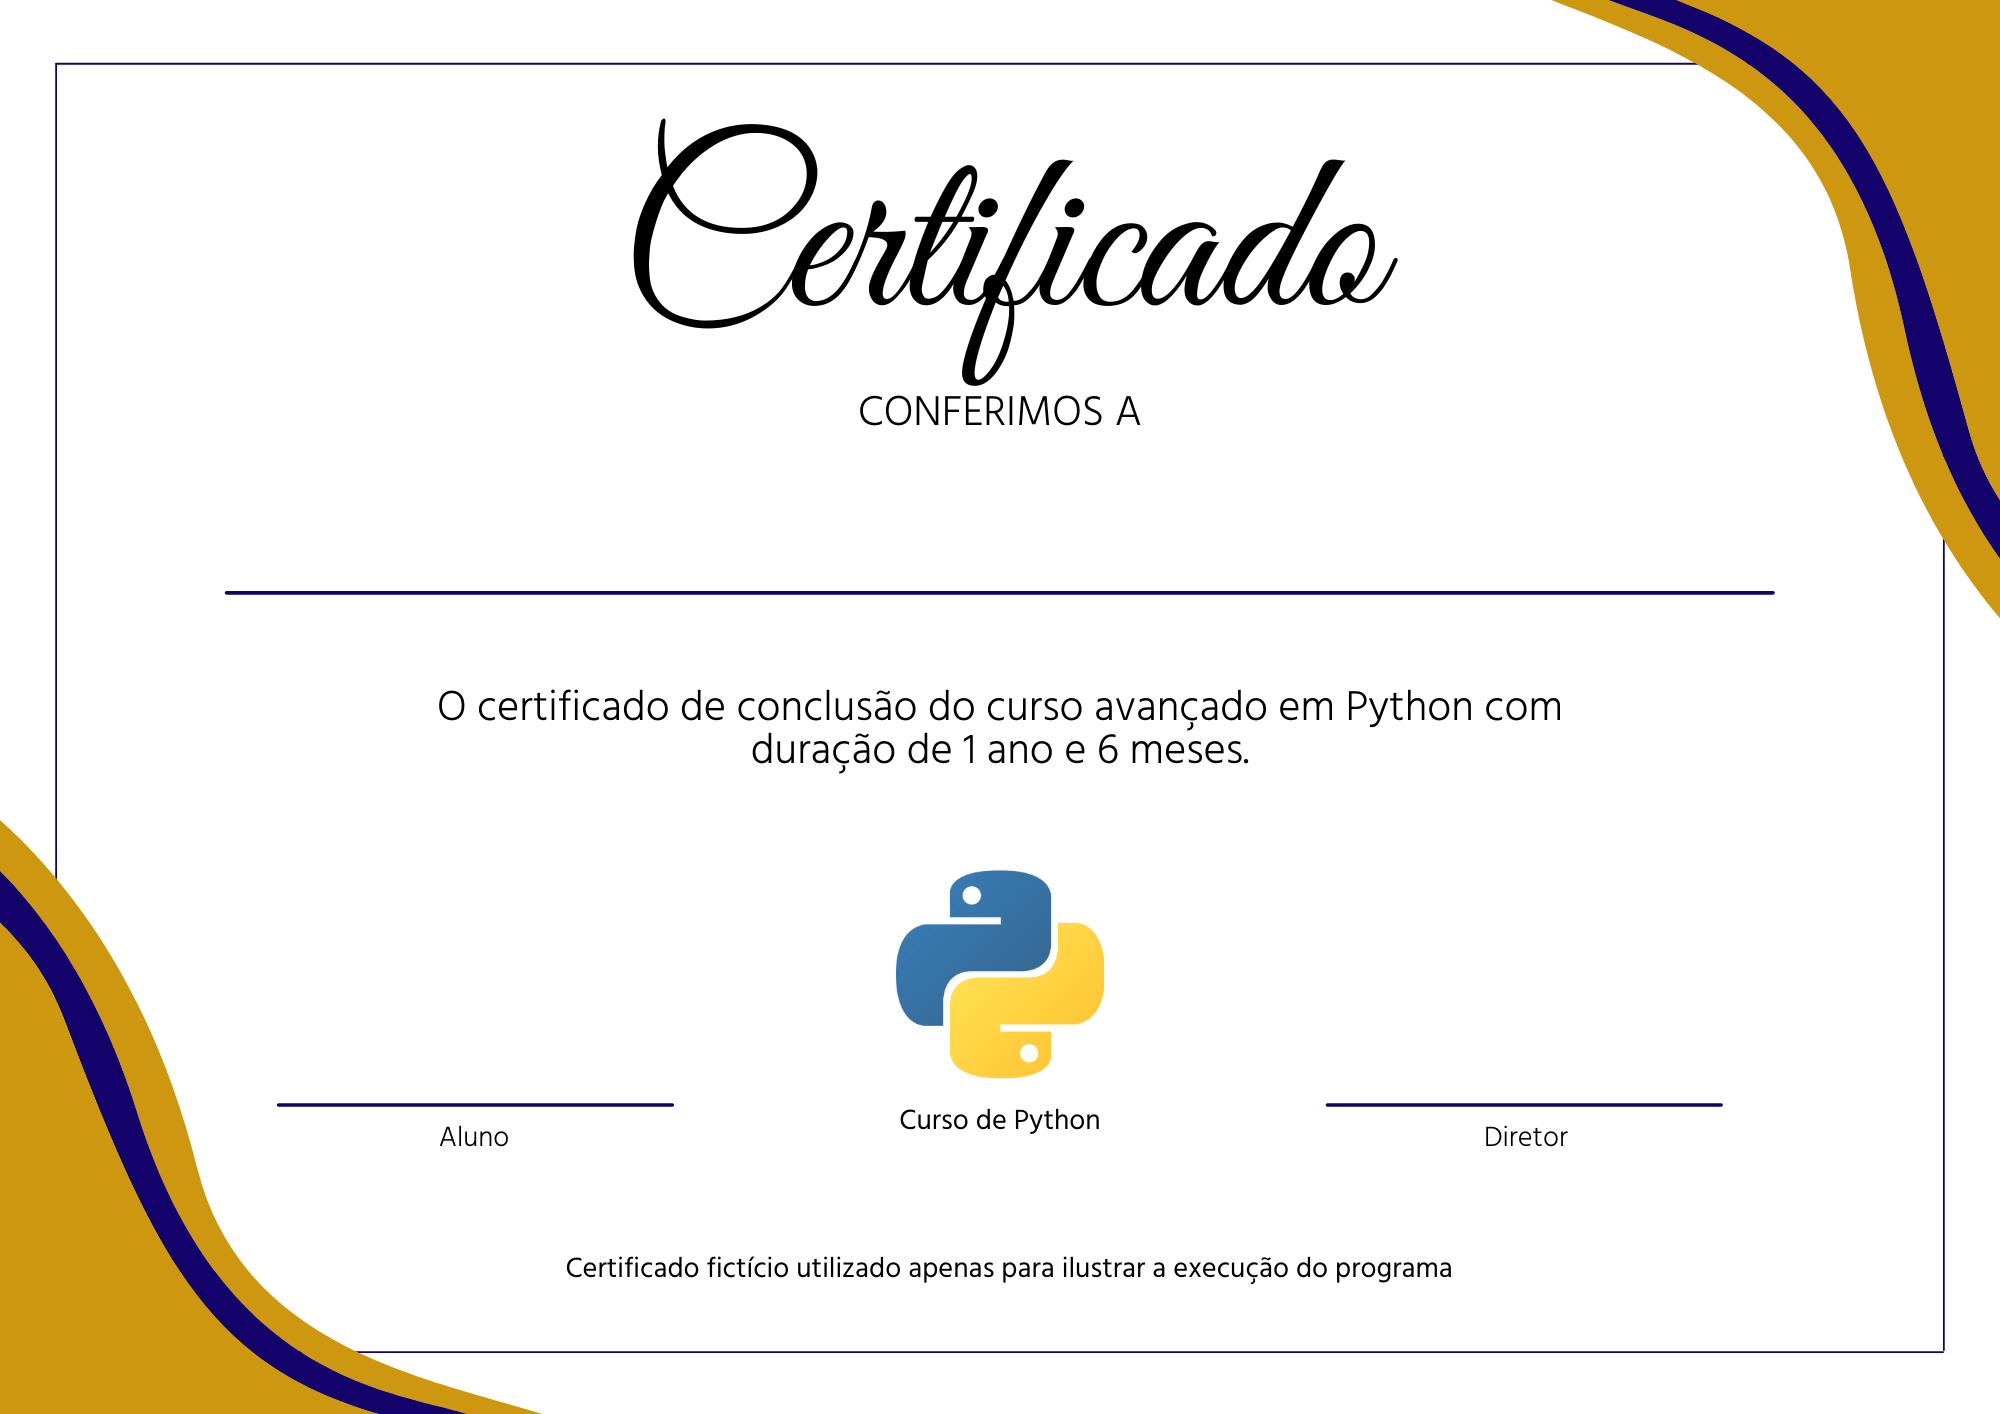 Certificado
CONFERIMOS A
O certificado de conclusão do curso avançado em Python com
duração de 1 ano e 6 meses.
Curso de Python
Aluno
Diretor
Certificado fictício utilizado apenas para ilustrar a execução do programa